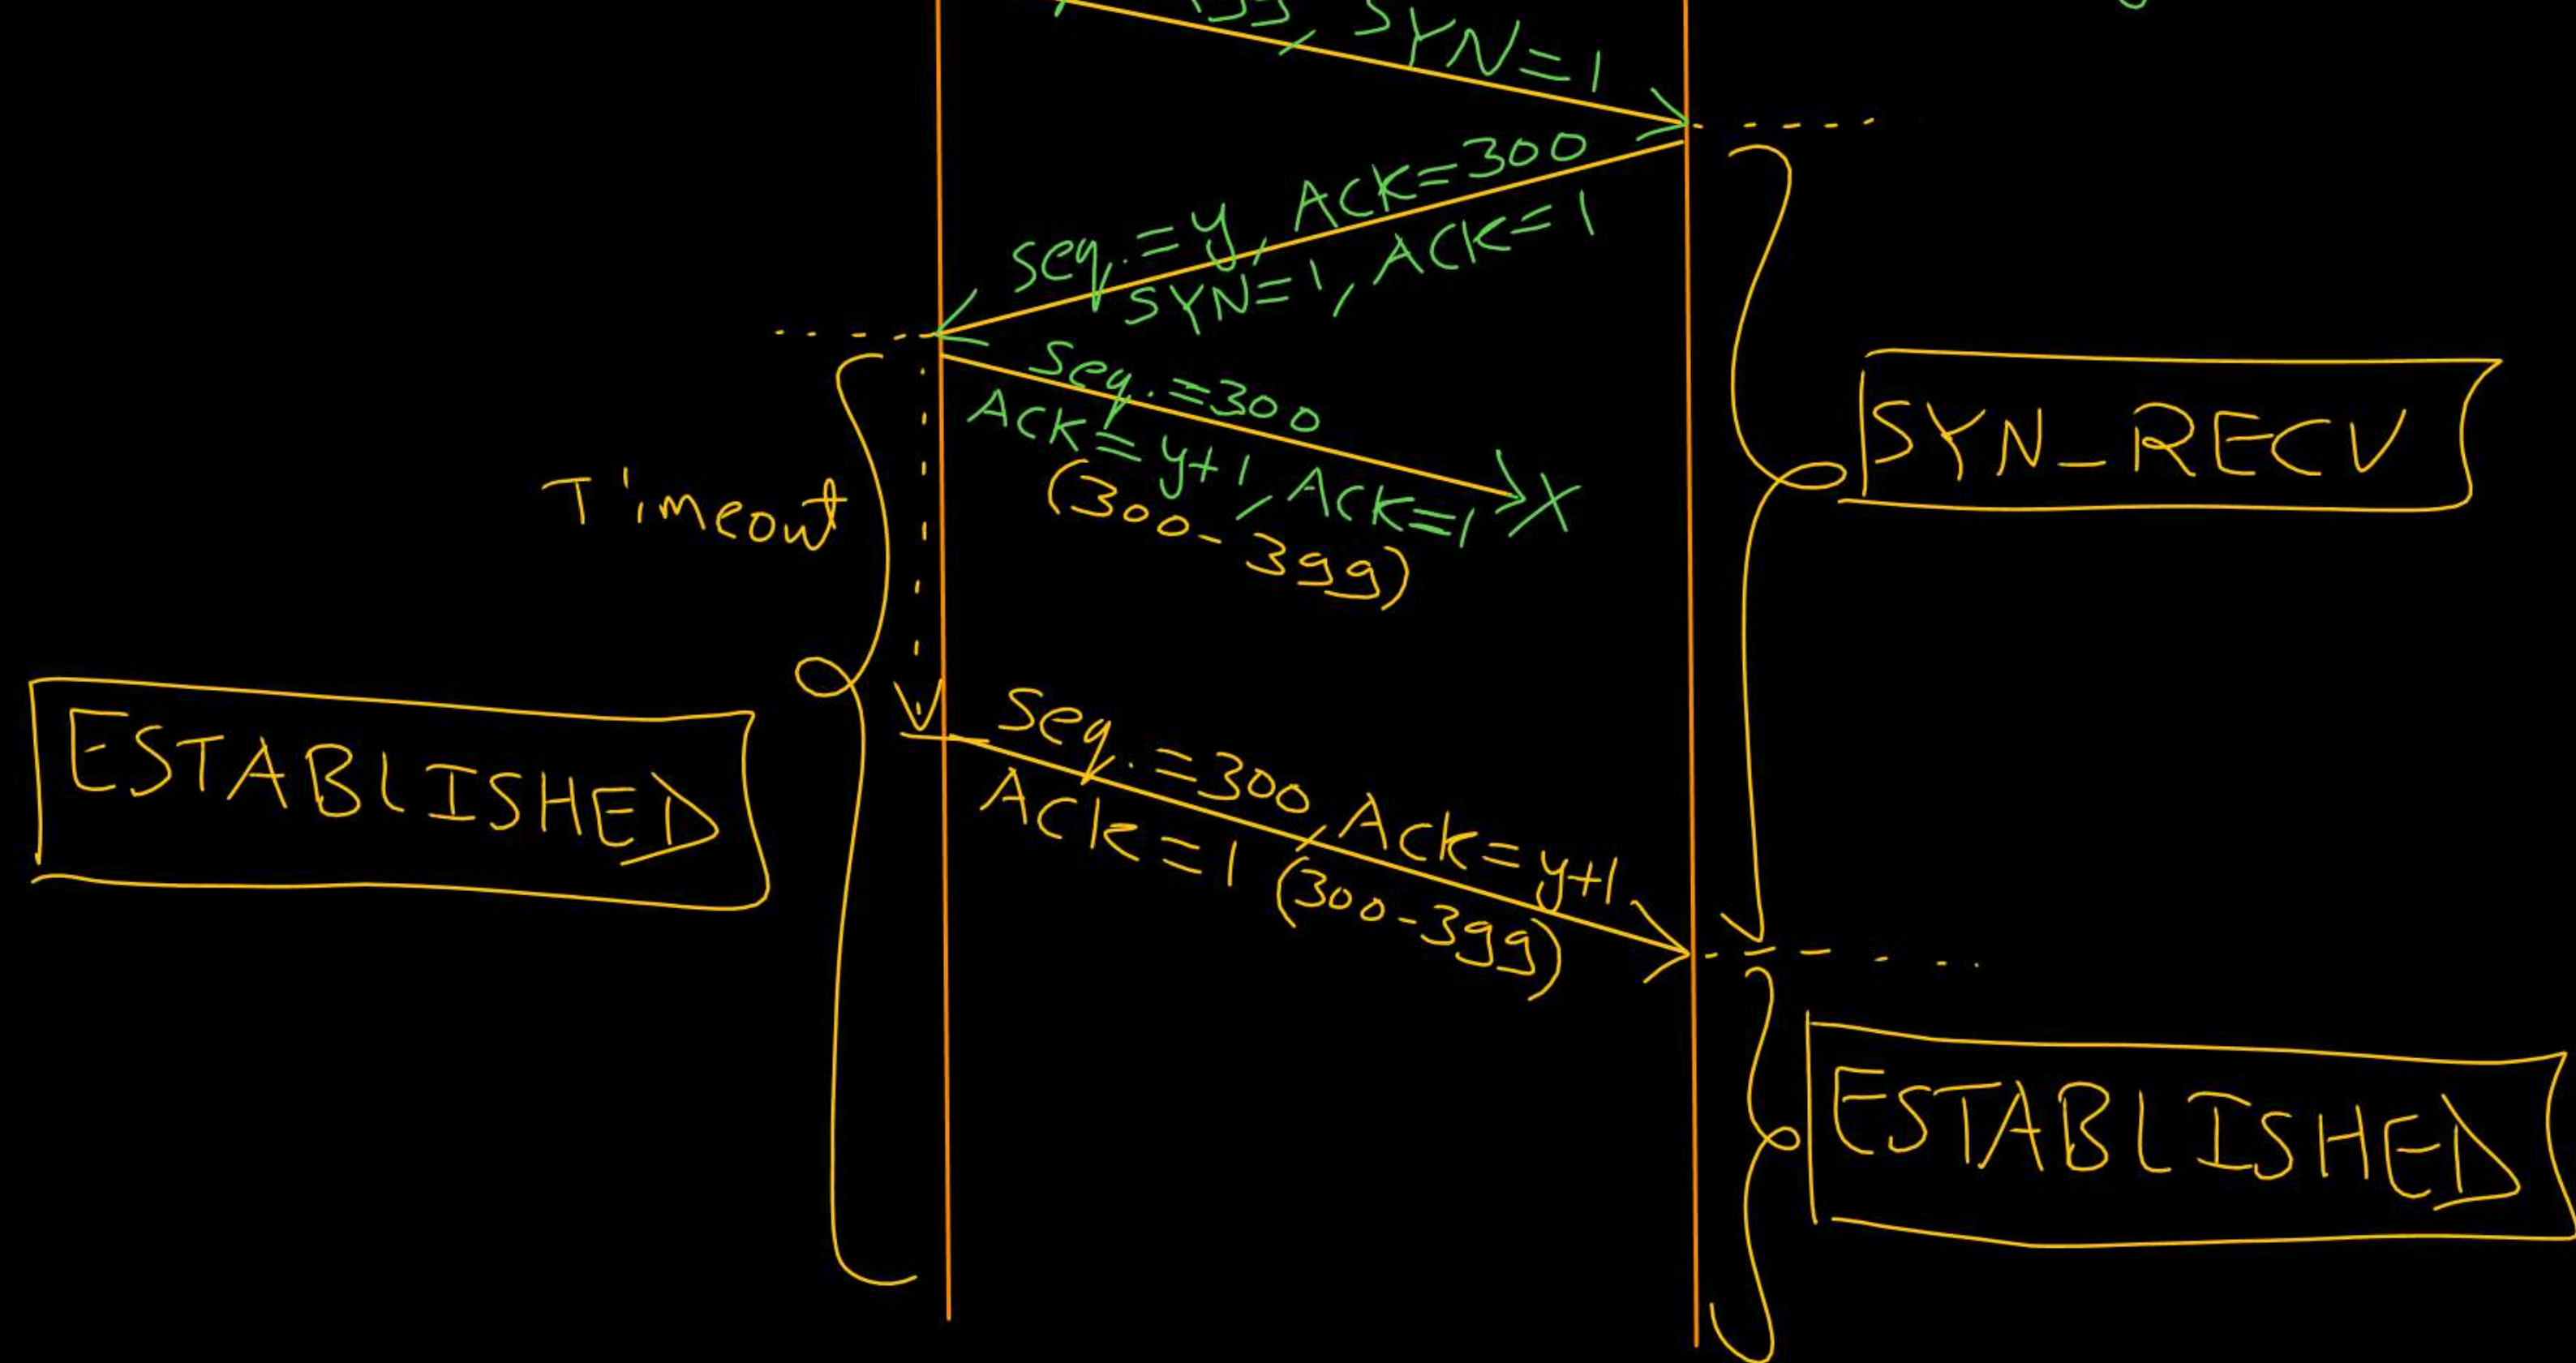 SYN=1
Seq.=y, ACK=300
SYN=1, ACK=1
Seq.=300
ACK=y+1, ACK=1 X
(300-399)
Timeout
SYN_RECV
ESTABLISHED
Seq.=300, Ack=y+1
ACK=1 (300-399)
ESTABLISHED